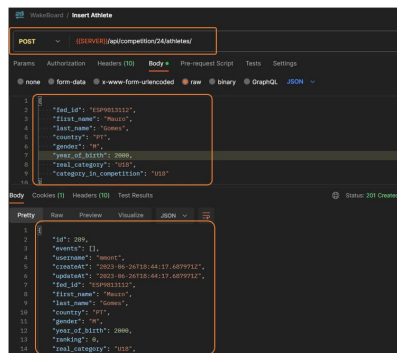 WakeBoard / Insert Athlete
POST {{SERVER}}/api/competition/24/athletes/
Params Authorization Headers (10) Body Pre-request Script Tests Settings
none form-data x-www-form-urlencoded raw binary GraphQL JSON
1 {
2 "fed_id": "ESP9813112",
3 "first_name": "Mauro",
4 "last_name": "Gomes",
5 "country": "PT",
6 "gender": "M",
7 "year_of_birth": 2000,
8 "real_category": "U18",
9 "category_in_competition": "U18"
10
Body Cookies (1) Headers (10) Test Results Status: 201 Created
Pretty Raw Preview Visualize JSON
1 {
2 "id": 289,
3 "events": [],
4 "username": "mmont",
5 "createAt": "2023-06-26T18:44:17.687971Z",
6 "updateAt": "2023-06-26T18:44:17.687971Z",
7 "fed_id": "ESP9813112",
8 "first_name": "Mauro",
9 "last_name": "Gomes",
10 "country": "PT",
11 "gender": "M",
12 "year_of_birth": 2000,
13 "ranking": 0,
14 "real_category": "U18",